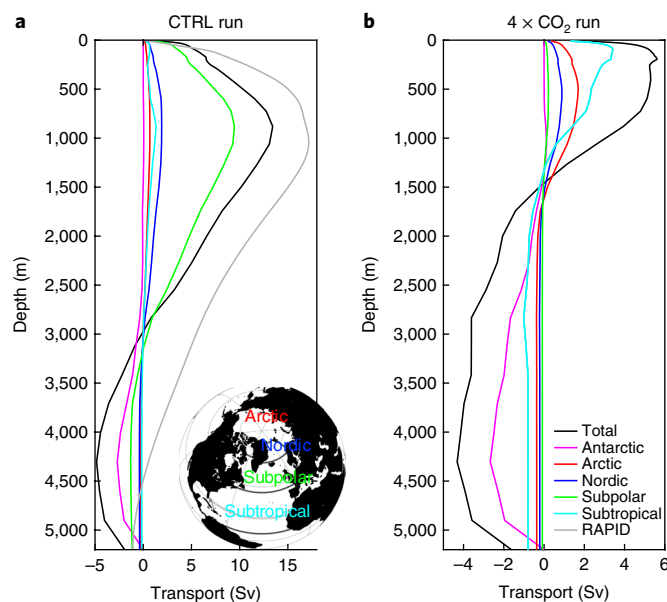 a
CTRL run
0
500
1,000
1,500
2,000
2,500
3,000
3,500
4,000
4,500
5,000
Depth (m)
−5
0
5
10
15
Transport (Sv)
Arctic
Nordic
Subpolar
Subtropical
b
4 × CO₂ run
0
500
1,000
1,500
2,000
2,500
3,000
3,500
4,000
4,500
5,000
Depth (m)
−4
−2
0
2
4
6
Transport (Sv)
Total
Antarctic
Arctic
Nordic
Subpolar
Subtropical
RAPID